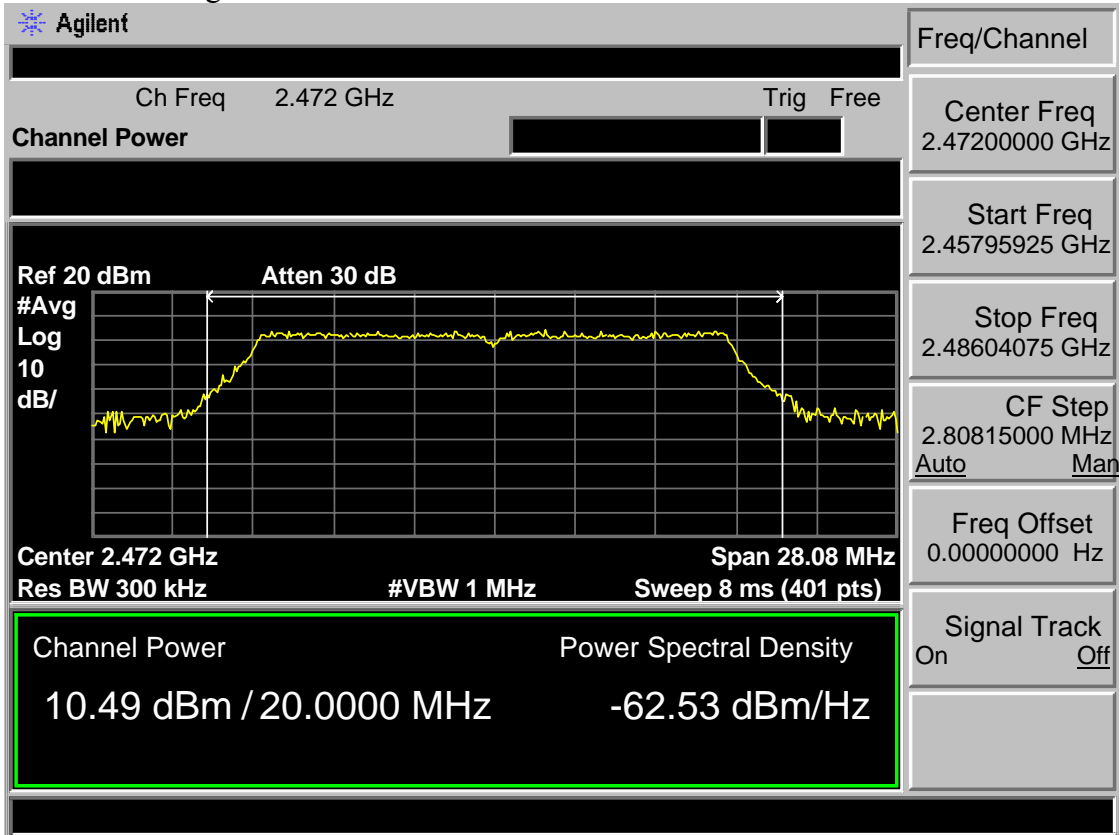 Agilent
Freq/Channel
Ch Freq 2.472 GHz Trig Free
Channel Power
Center Freq
2.47200000 GHz
Start Freq
2.45795925 GHz
Ref 20 dBm Atten 30 dB
#Avg
Log
10
dB/
Stop Freq
2.48604075 GHz
CF Step
2.80815000 MHz
Auto Man
Freq Offset
0.00000000 Hz
Center 2.472 GHz Span 28.08 MHz
Res BW 300 kHz #VBW 1 MHz Sweep 8 ms (401 pts)
Signal Track
On Off
Channel Power Power Spectral Density
10.49 dBm / 20.0000 MHz -62.53 dBm/Hz